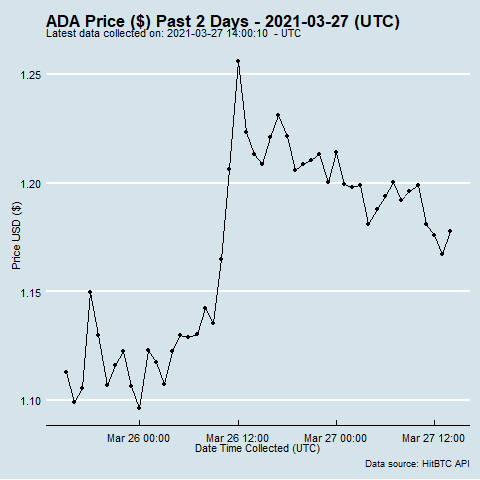 ADA Price ($) Past 2 Days - 2021-03-27 (UTC)
Latest data collected on: 2021-03-27 14:00:10 - UTC
1.25
1.20
1.15
1.10
Price USD ($)
Mar 26 00:00 Mar 26 12:00 Mar 27 00:00 Mar 27 12:00
Date Time Collected (UTC)
Data source: HitBTC API